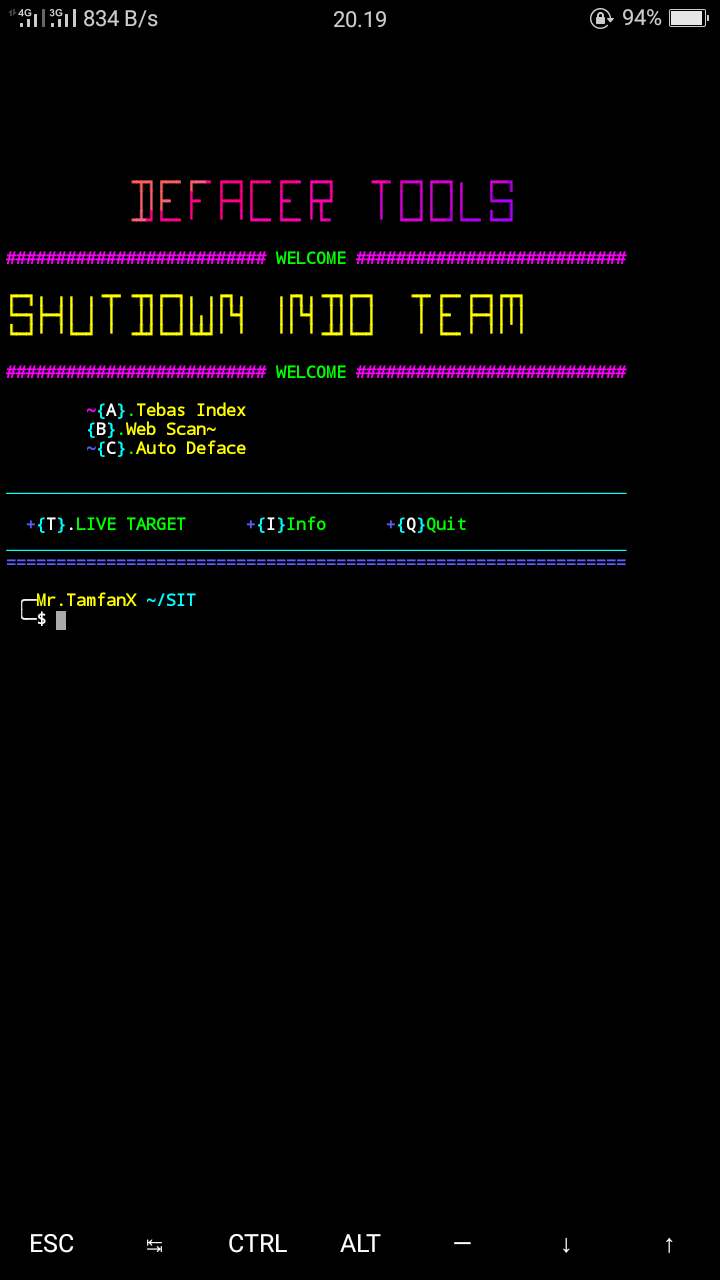 4G 3G 834 B/s 20.19 94%
DEFACER TOOLS
########################## WELCOME ###########################
SHUTDOWN INDO TEAM
########################## WELCOME ###########################
~{A}.Tebas Index
{B}.Web Scan~
~{C}.Auto Deface
+{T}.LIVE TARGET +{I}Info +{Q}Quit
==============================================================
╭─Mr.TamfanX ~/SIT
╰─$
ESC ↹ CTRL ALT — ↓ ↑